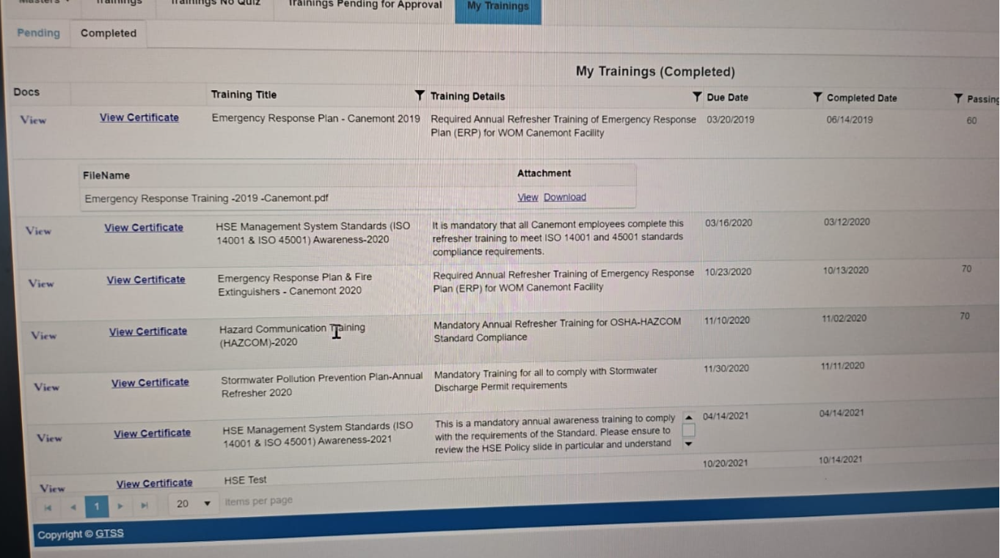 Trainings Pending for Approval
My Trainings
Pending
Completed
My Trainings (Completed)
Docs
Training Title
Training Details
Due Date
Completed Date
View
View Certificate
Emergency Response Plan - Canemont 2019
Required Annual Refresher Training of Emergency Response
Plan (ERP) for WOM Canemont Facility
03/20/2019
06/14/2019
60
FileName
Attachment
Emergency Response Training -2019 -Canemont.pdf
View Download
View
View Certificate
HSE Management System Standards (ISO
14001 & ISO 45001) Awareness-2020
It is mandatory that all Canemont employees complete this
refresher training to meet ISO 14001 and 45001 standards
compliance requirements.
03/16/2020
03/12/2020
View
View Certificate
Emergency Response Plan & Fire
Extinguishers - Canemont 2020
Required Annual Refresher Training of Emergency Response
Plan (ERP) for WOM Canemont Facility
10/23/2020
10/13/2020
70
View
View Certificate
Hazard Communication Training
(HAZCOM)-2020
Mandatory Annual Refresher Training for OSHA-HAZCOM
Standard Compliance
11/10/2020
11/02/2020
70
View
View Certificate
Stormwater Pollution Prevention Plan-Annual
Refresher 2020
Mandatory Training for all to comply with Stormwater
Discharge Permit requirements
11/30/2020
11/11/2020
View
View Certificate
HSE Management System Standards (ISO
14001 & ISO 45001) Awareness-2021
This is a mandatory annual awareness training to comply
with the requirements of the Standard. Please ensure to
review the HSE Policy slide in particular and understand
04/14/2021
04/14/2021
View
View Certificate
HSE Test
10/20/2021
10/14/2021
1
20
items per page
Copyright © GTSS